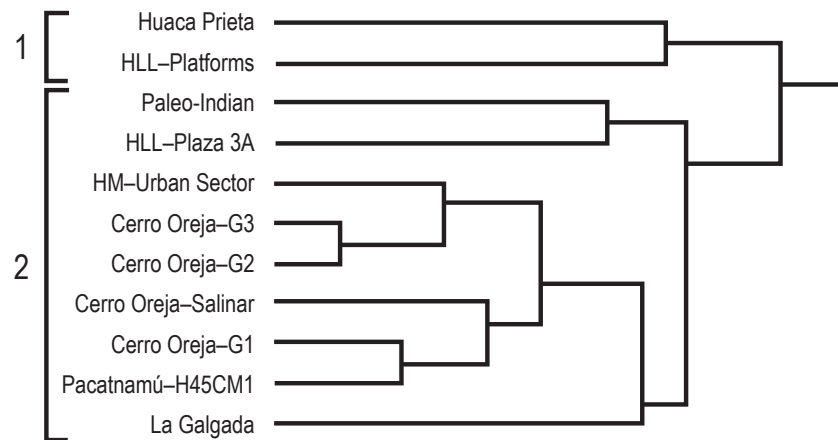 1
Huaca Prieta
HLL–Platforms
2
Paleo-Indian
HLL–Plaza 3A
HM–Urban Sector
Cerro Oreja–G3
Cerro Oreja–G2
Cerro Oreja–Salinar
Cerro Oreja–G1
Pacatnamú–H45CM1
La Galgada